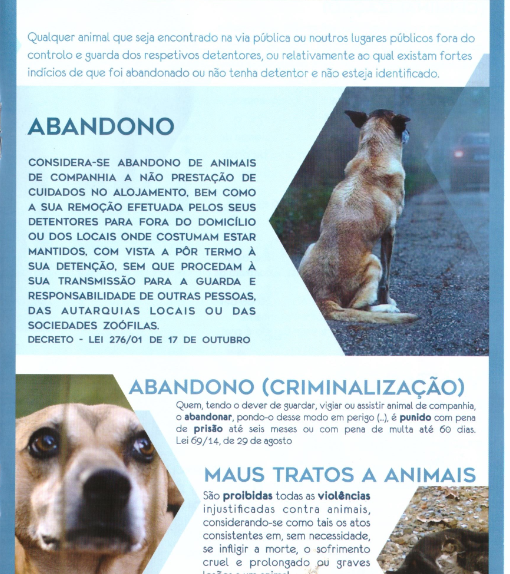 Qualquer animal que seja encontrado na via pública ou noutros lugares públicos fora do
controlo e guarda dos respetivos detentores, ou relativamente ao qual existam fortes
indícios de que foi abandonado ou não tenha detentor e não esteja identificado.
ABANDONO
CONSIDERA-SE ABANDONO DE ANIMAIS
DE COMPANHIA A NÃO PRESTAÇÃO DE
CUIDADOS NO ALOJAMENTO, BEM COMO
A SUA REMOÇÃO EFETUADA PELOS SEUS
DETENTORES PARA FORA DO DOMICÍLIO
OU DOS LOCAIS ONDE COSTUMAM ESTAR
MANTIDOS, COM VISTA A PÔR TERMO À
SUA DETENÇÃO, SEM QUE PROCEDAM À
SUA TRANSMISSÃO PARA A GUARDA E
RESPONSABILIDADE DE OUTRAS PESSOAS,
DAS AUTARQUIAS LOCAIS OU DAS
SOCIEDADES ZOÓFILAS.
DECRETO - LEI 276/01 DE 17 DE OUTUBRO
ABANDONO (CRIMINALIZAÇÃO)
Quem, tendo o dever de guardar, vigiar ou assistir animal de companhia,
o abandonar, pondo-o desse modo em perigo (...), é punido com pena
de prisão até seis meses ou com pena de multa até 60 dias.
Lei 69/14, de 29 de agosto
MAUS TRATOS A ANIMAIS
São proibidas todas as violências
injustificadas contra animais,
considerando-se como tais os atos
consistentes em, sem necessidade,
se infligir a morte, o sofrimento
cruel e prolongado ou graves